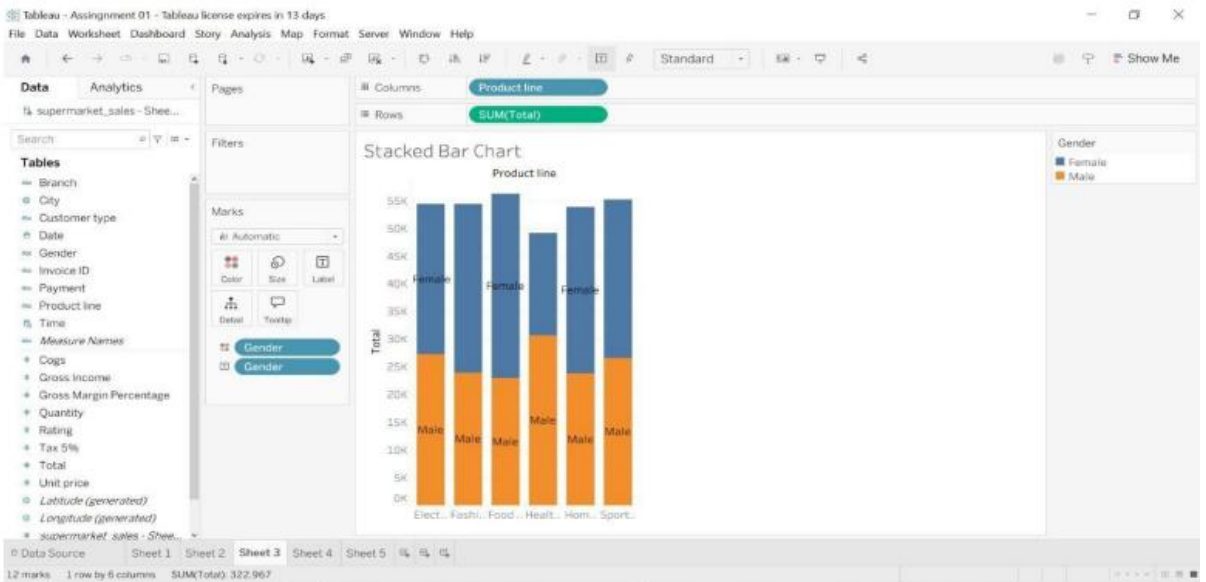 Tableau - Assingnment 01 - Tableau license expires in 13 days
File Data Worksheet Dashboard Story Analysis Map Format Server Window Help
Standard
Show Me
Data Analytics
supermarket_sales - Shee...
Search
Tables
Branch
City
Customer type
Date
Gender
Invoice ID
Payment
Product line
Time
Measure Names
Cogs
Gross Income
Gross Margin Percentage
Quantity
Rating
Tax 5%
Total
Unit price
Latitude (generated)
Longitude (generated)
supermarket_sales - Shee...
Pages
Filters
Marks
Automatic
Color Size Label
Detail Tooltip
Gender
Gender
Columns Product line
Rows SUM(Total)
Stacked Bar Chart
Product line
55K
50K
45K
40K
35K
30K
25K
20K
15K
10K
5K
0K
Total
Female
Female
Female
Male
Male
Male
Male
Male
Male
Elect.. Fashi.. Food .. Healt.. Hom.. Sport..
Gender
Female
Male
Data Source Sheet 1 Sheet 2 Sheet 3 Sheet 4 Sheet 5
12 marks 1 row by 6 columns SUM(Total): 322,967